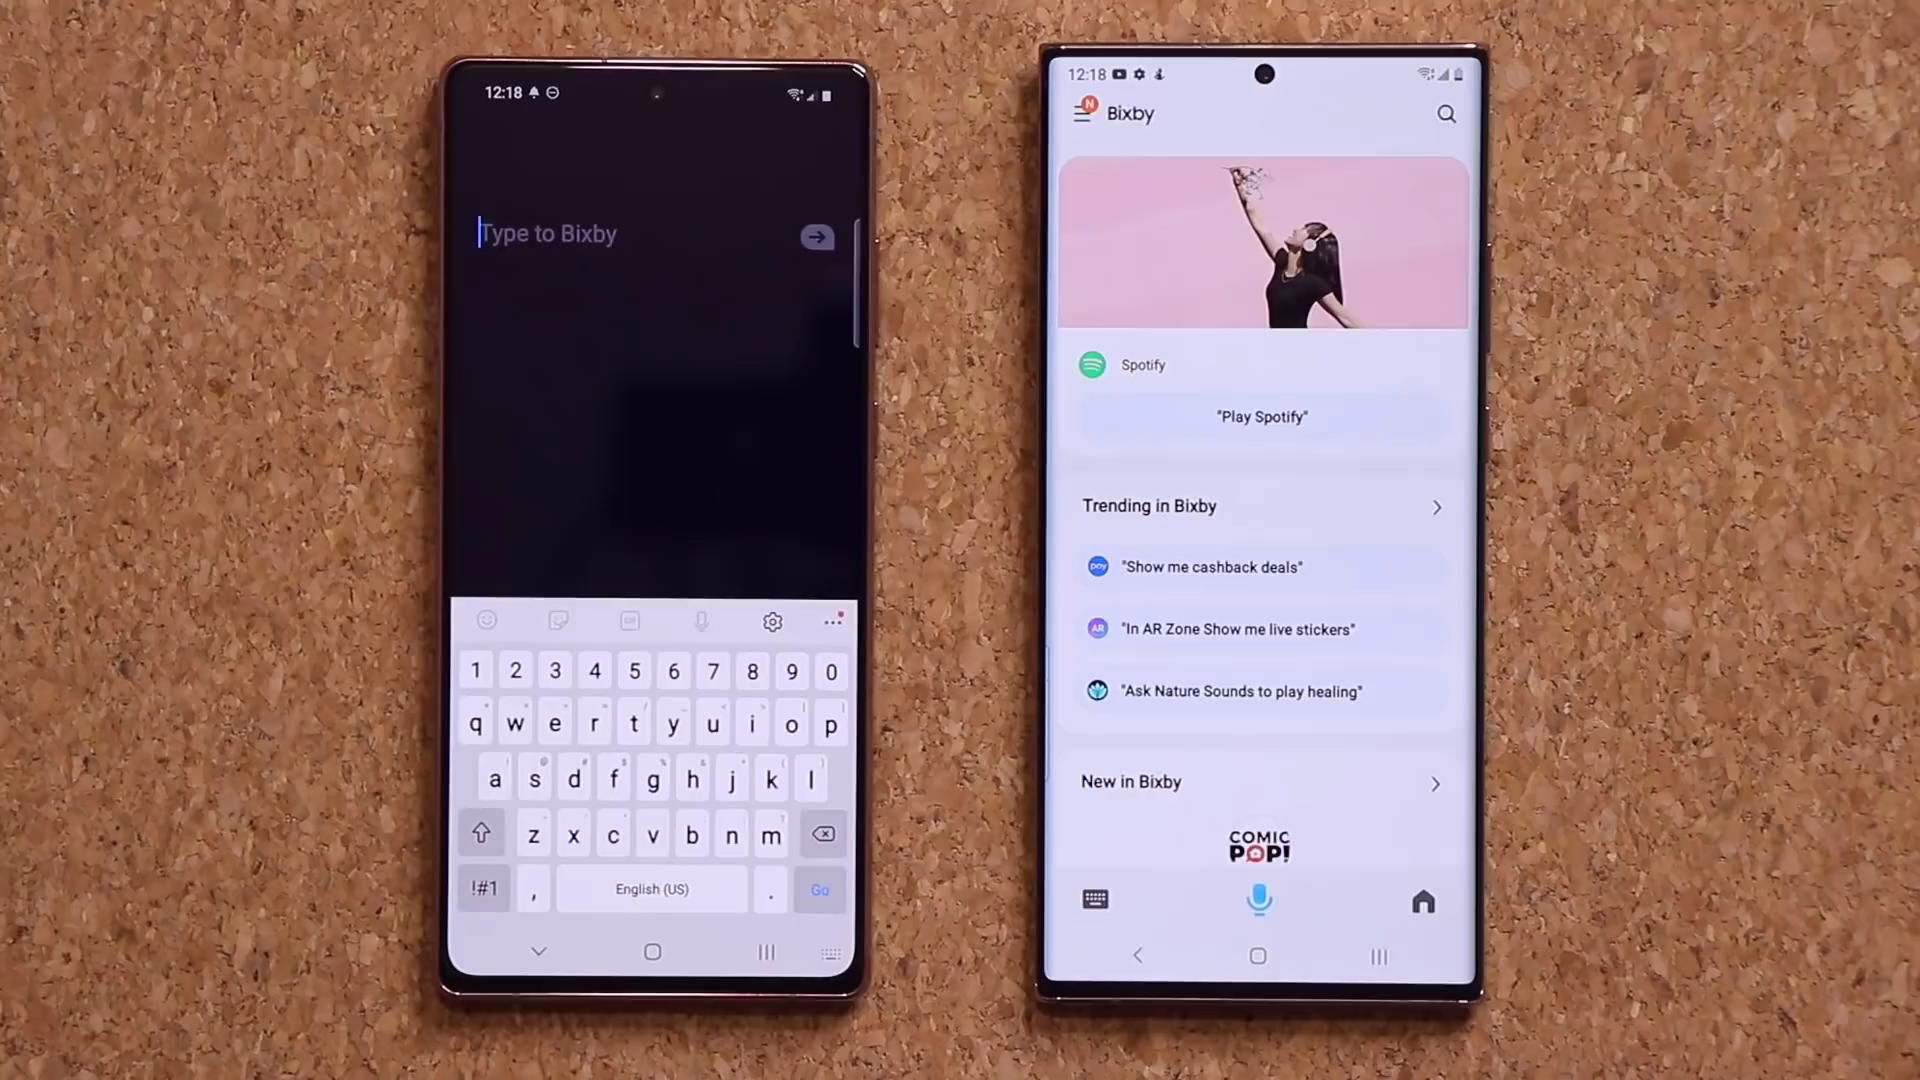 12:18
Type to Bixby
1 2 3 4 5 6 7 8 9 0
q w e r t y u i o p
a s d f g h j k l
z x c v b n m
!#1 , English (US) . Go
12:18
N
Bixby
Spotify
"Play Spotify"
Trending in Bixby
pay "Show me cashback deals"
AR "In AR Zone Show me live stickers"
"Ask Nature Sounds to play healing"
New in Bixby
COMIC
POP!